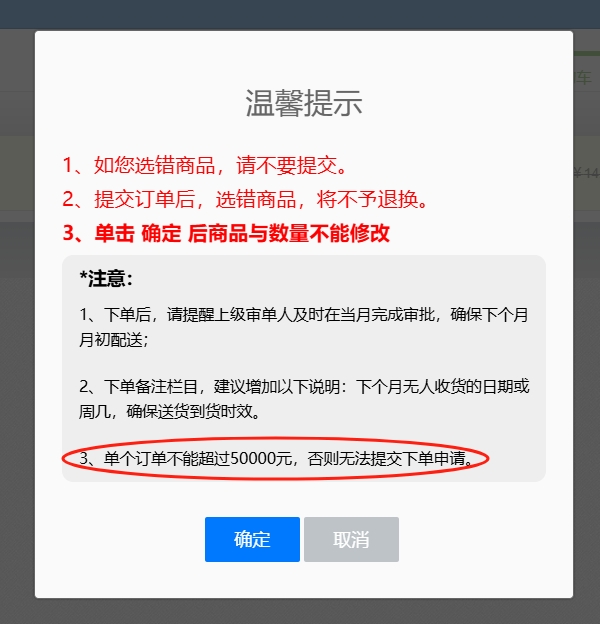 温馨提示
1、如您选错商品，请不要提交。
2、提交订单后，选错商品，将不予退换。
3、单击 确定 后商品与数量不能修改
*注意：
1、下单后，请提醒上级审单人及时在当月完成审批，确保下个月
月初配送；
2、下单备注栏目，建议增加以下说明：下个月无人收货的日期或
周几，确保送货到货时效。
3、单个订单不能超过50000元，否则无法提交下单申请。
确定 取消
车
¥14